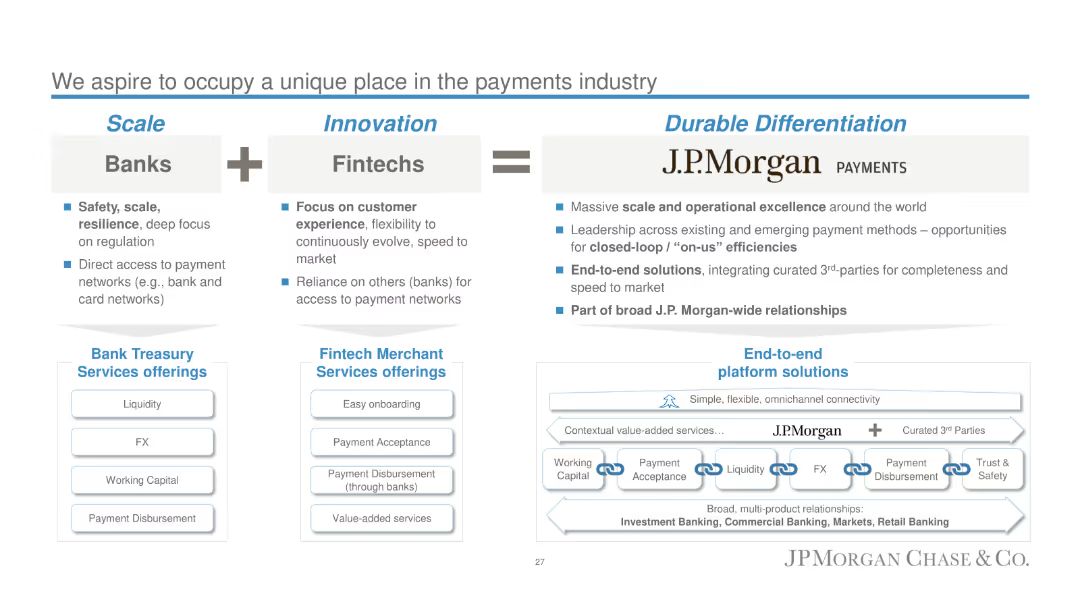 We aspire to occupy a unique place in the payments industry
Scale
Banks
+
Innovation
Fintechs
=
Durable Differentiation
J.P.Morgan PAYMENTS
Safety, scale,
resilience, deep focus
on regulation
Direct access to payment
networks (e.g., bank and
card networks)
Focus on customer
experience, flexibility to
continuously evolve, speed to
market
Reliance on others (banks) for
access to payment networks
Massive scale and operational excellence around the world
Leadership across existing and emerging payment methods – opportunities
for closed-loop / “on-us” efficiencies
End-to-end solutions, integrating curated 3rd-parties for completeness and
speed to market
Part of broad J.P. Morgan-wide relationships
Bank Treasury
Services offerings
Liquidity
FX
Working Capital
Payment Disbursement
Fintech Merchant
Services offerings
Easy onboarding
Payment Acceptance
Payment Disbursement
(through banks)
Value-added services
End-to-end
platform solutions
Simple, flexible, omnichannel connectivity
Contextual value-added services… J.P.Morgan + Curated 3rd Parties
Working
Capital
Payment
Acceptance
Liquidity
FX
Payment
Disbursement
Trust &
Safety
Broad, multi-product relationships:
Investment Banking, Commercial Banking, Markets, Retail Banking
27
JPMORGAN CHASE & CO.